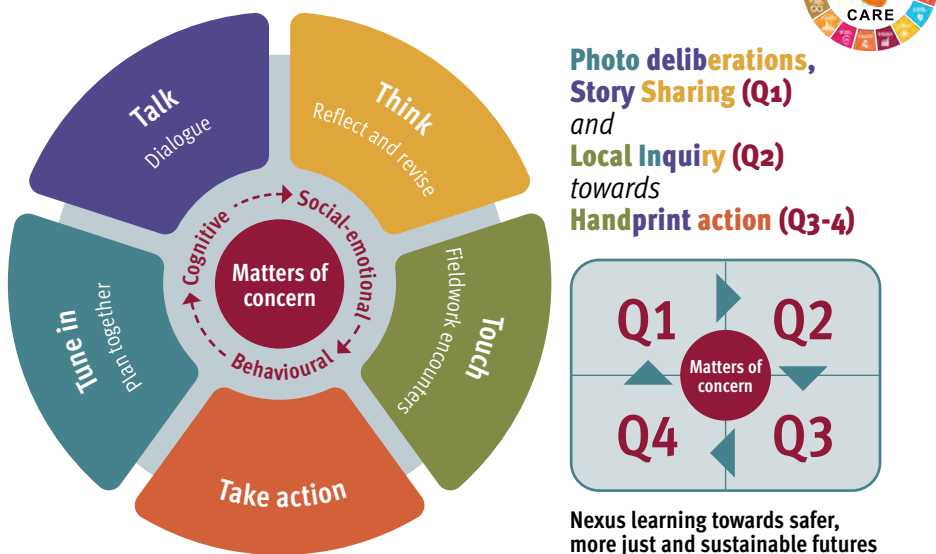 CARE
Talk
Dialogue
Think
Reflect and revise
Tune in
Plan together
Touch
Fieldwork encounters
Take action
Cognitive
Social-emotional
Behavioural
Matters of
concern
Photo deliberations,
Story Sharing (Q1)
and
Local Inquiry (Q2)
towards
Handprint action (Q3-4)
Q1
Q2
Matters of
concern
Q4
Q3
Nexus learning towards safer,
more just and sustainable futures